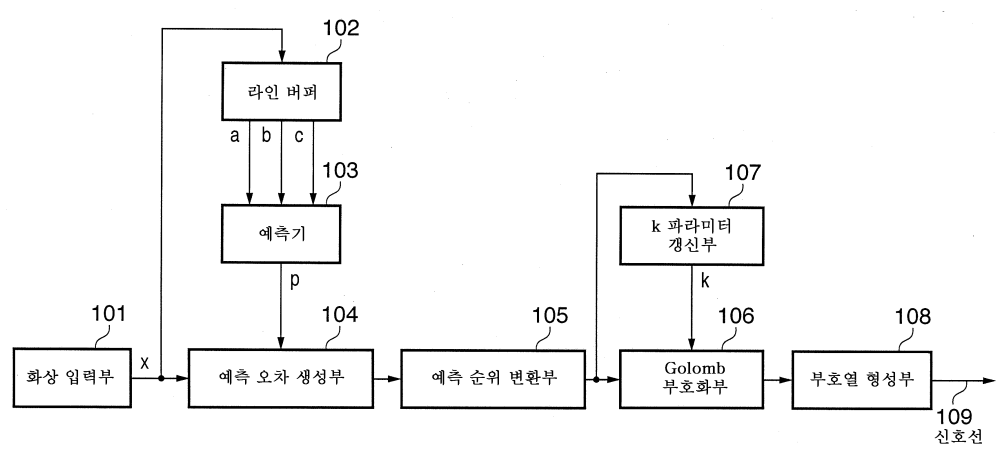 102
라인 버퍼
a b c
103
예측기
p
107
k 파라미터
갱신부
k
101
화상 입력부
x
104
예측 오차 생성부
105
예측 순위 변환부
106
Golomb
부호화부
108
부호열 형성부
109
신호선